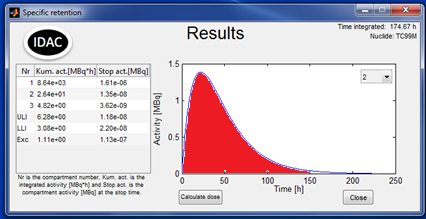 Specific retention
IDAC
Results
Time integrated: 174.67 h
Nuclide: TC99M
Nr Kum. act.[MBq*h] Stop act.[MBq]
1 8.64e+03 1.61e-06
2 2.64e+01 1.35e-08
3 4.82e+00 3.62e-09
ULI 6.28e+00 1.18e-08
LLI 3.08e+00 2.20e-08
Exc 1.11e+00 1.13e-07
Nr is the compartment number, Kum. act. is the
integrated activity [MBq*h] and Stop act. is the
compartment activity [MBq] at the stop time.
2
Activity [MBq]
1.5
1
0.5
0
0 50 100 150 200 250
Time [h]
Calculate dose
Close